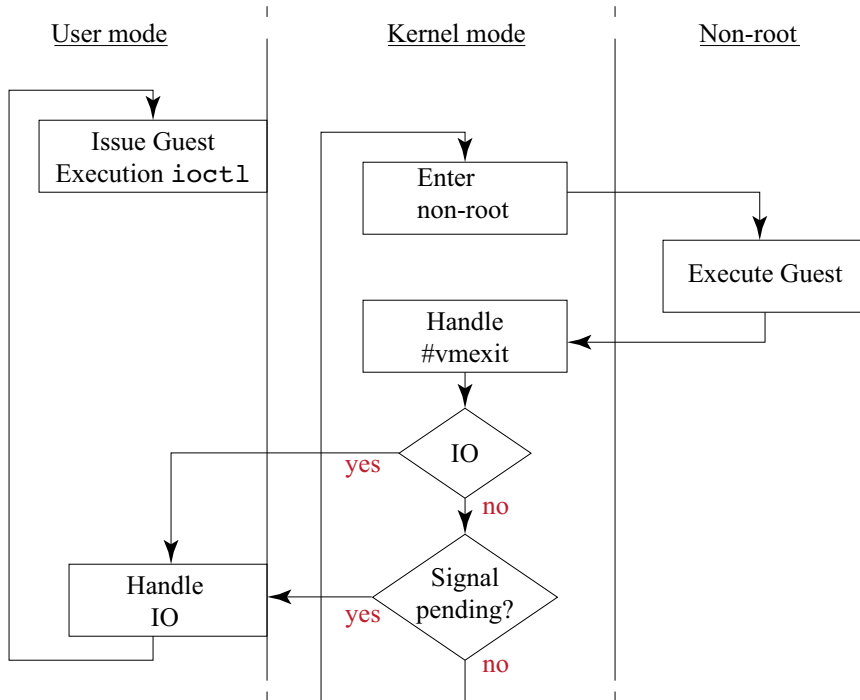 User mode
Kernel mode
Non-root
Issue Guest
Execution ioctl
Enter
non-root
Execute Guest
Handle
#vmexit
IO
yes
no
Handle
IO
Signal
pending?
yes
no